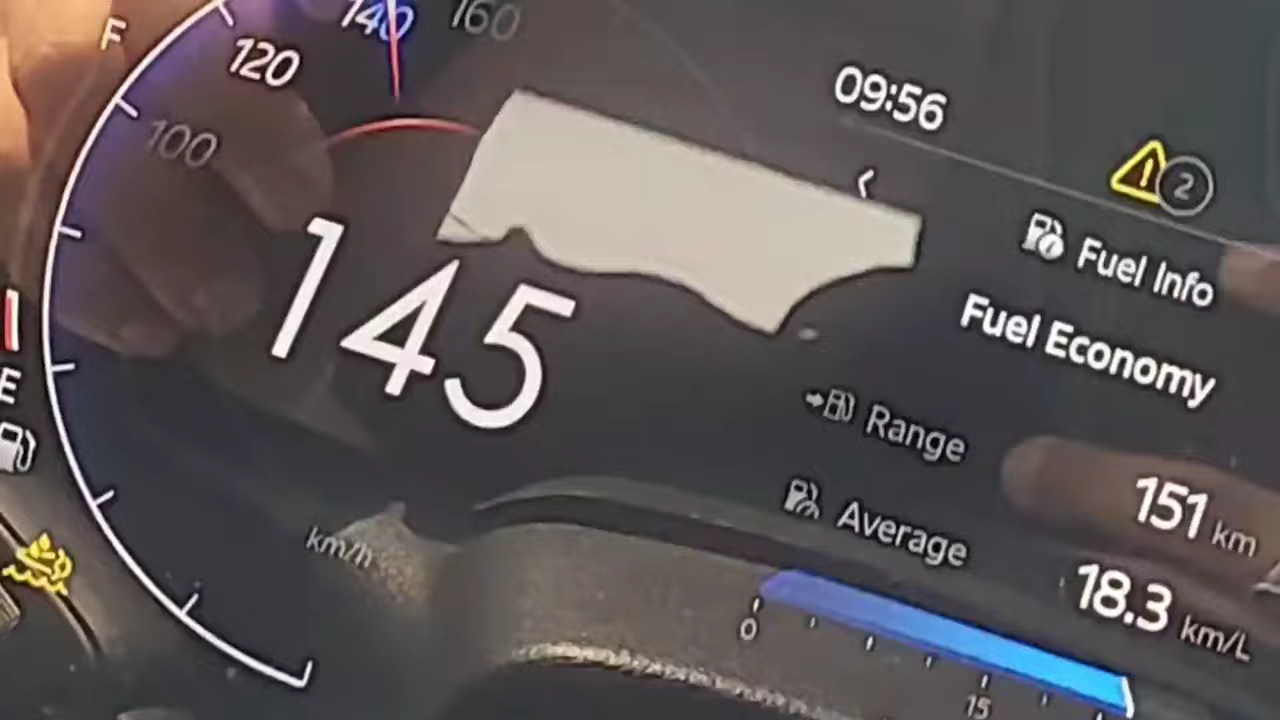 F
120
140
160
100
145
km/h
E
09:56
2
Fuel Info
Fuel Economy
Range
151 km
Average
18.3 km/L
0
15